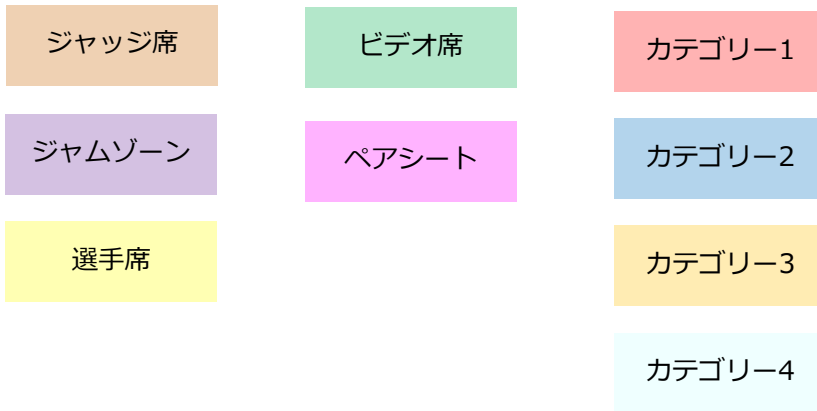 ジャッジ席
ジャムゾーン
選手席
ビデオ席
ペアシート
カテゴリー1
カテゴリー2
カテゴリー3
カテゴリー4